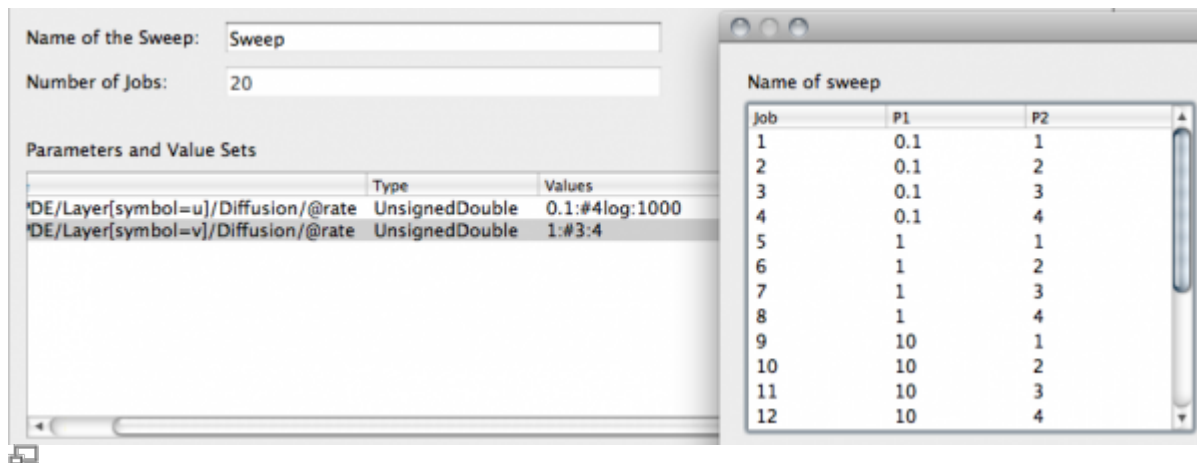 Name of the Sweep: Sweep
Number of Jobs: 20
Parameters and Value Sets
Type Values
DE/Layer[symbol=u]/Diffusion/@rate UnsignedDouble 0.1:#4log:1000
DE/Layer[symbol=v]/Diffusion/@rate UnsignedDouble 1:#3:4
Name of sweep
Job P1 P2
1 0.1 1
2 0.1 2
3 0.1 3
4 0.1 4
5 1 1
6 1 2
7 1 3
8 1 4
9 10 1
10 10 2
11 10 3
12 10 4